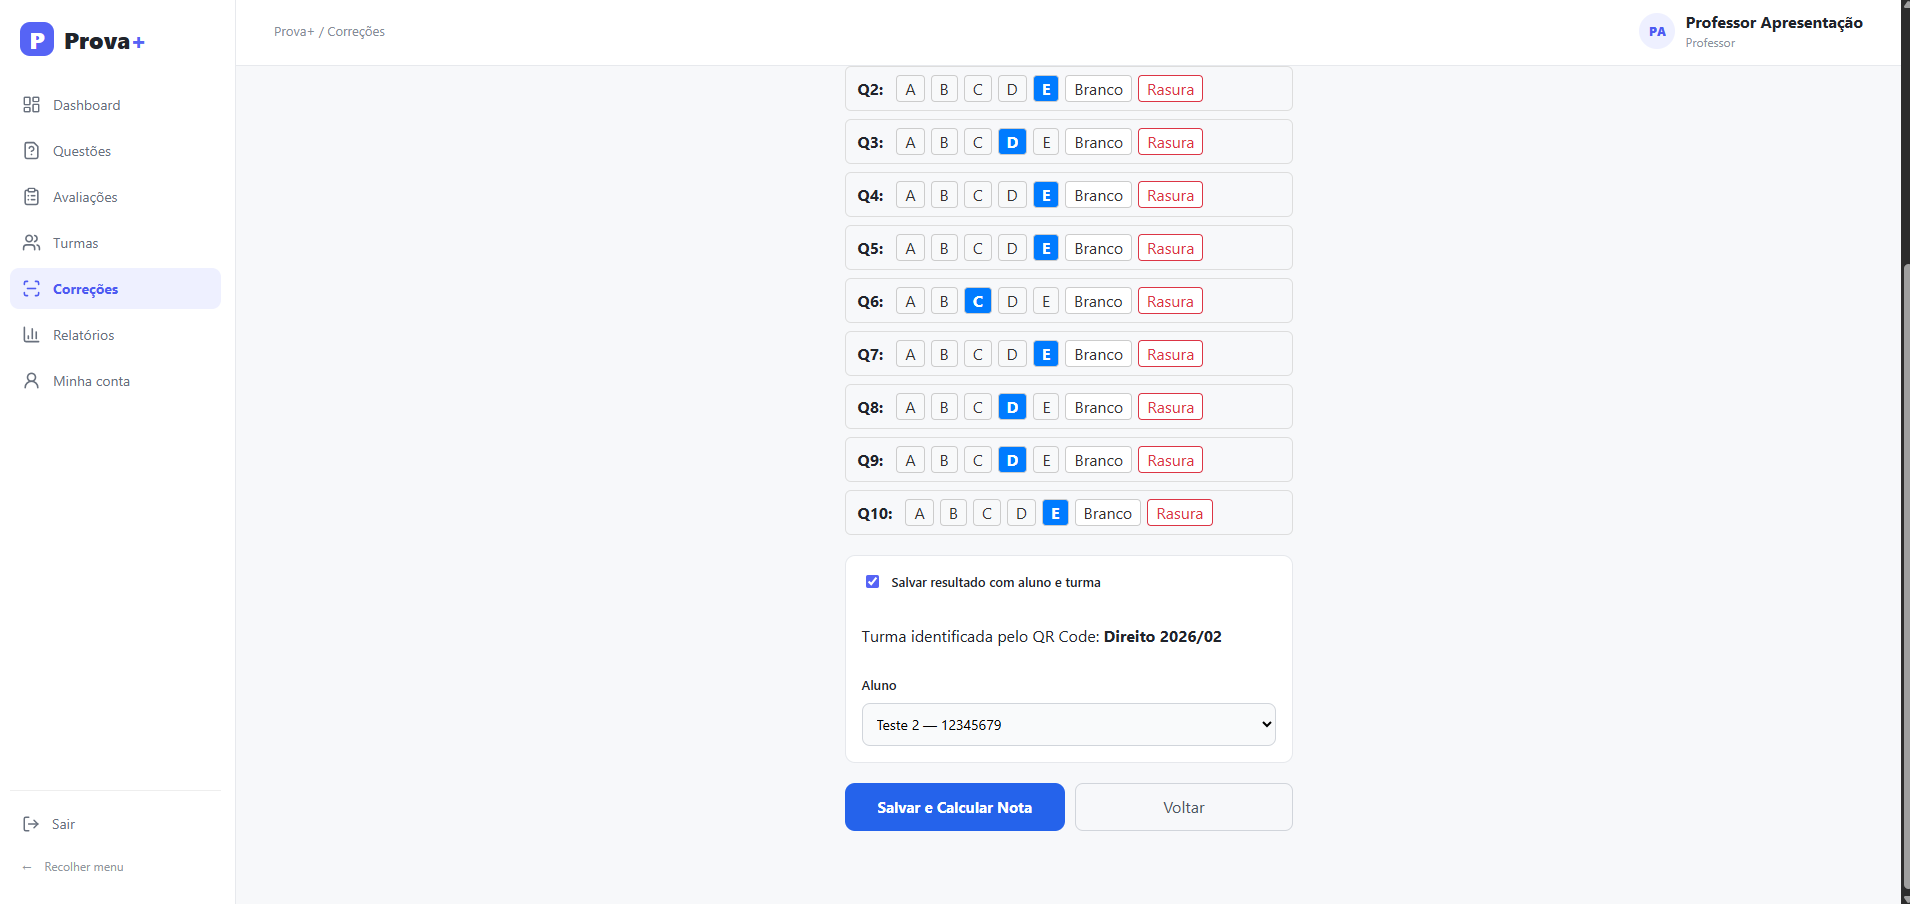 P Prova+
Dashboard
Questões
Avaliações
Turmas
Correções
Relatórios
Minha conta
Sair
← Recolher menu
Prova+ / Correções
PA
Professor Apresentação
Professor
Q2: A B C D E Branco Rasura
Q3: A B C D E Branco Rasura
Q4: A B C D E Branco Rasura
Q5: A B C D E Branco Rasura
Q6: A B C D E Branco Rasura
Q7: A B C D E Branco Rasura
Q8: A B C D E Branco Rasura
Q9: A B C D E Branco Rasura
Q10: A B C D E Branco Rasura
Salvar resultado com aluno e turma
Turma identificada pelo QR Code: Direito 2026/02
Aluno
Teste 2 — 12345679
Salvar e Calcular Nota
Voltar